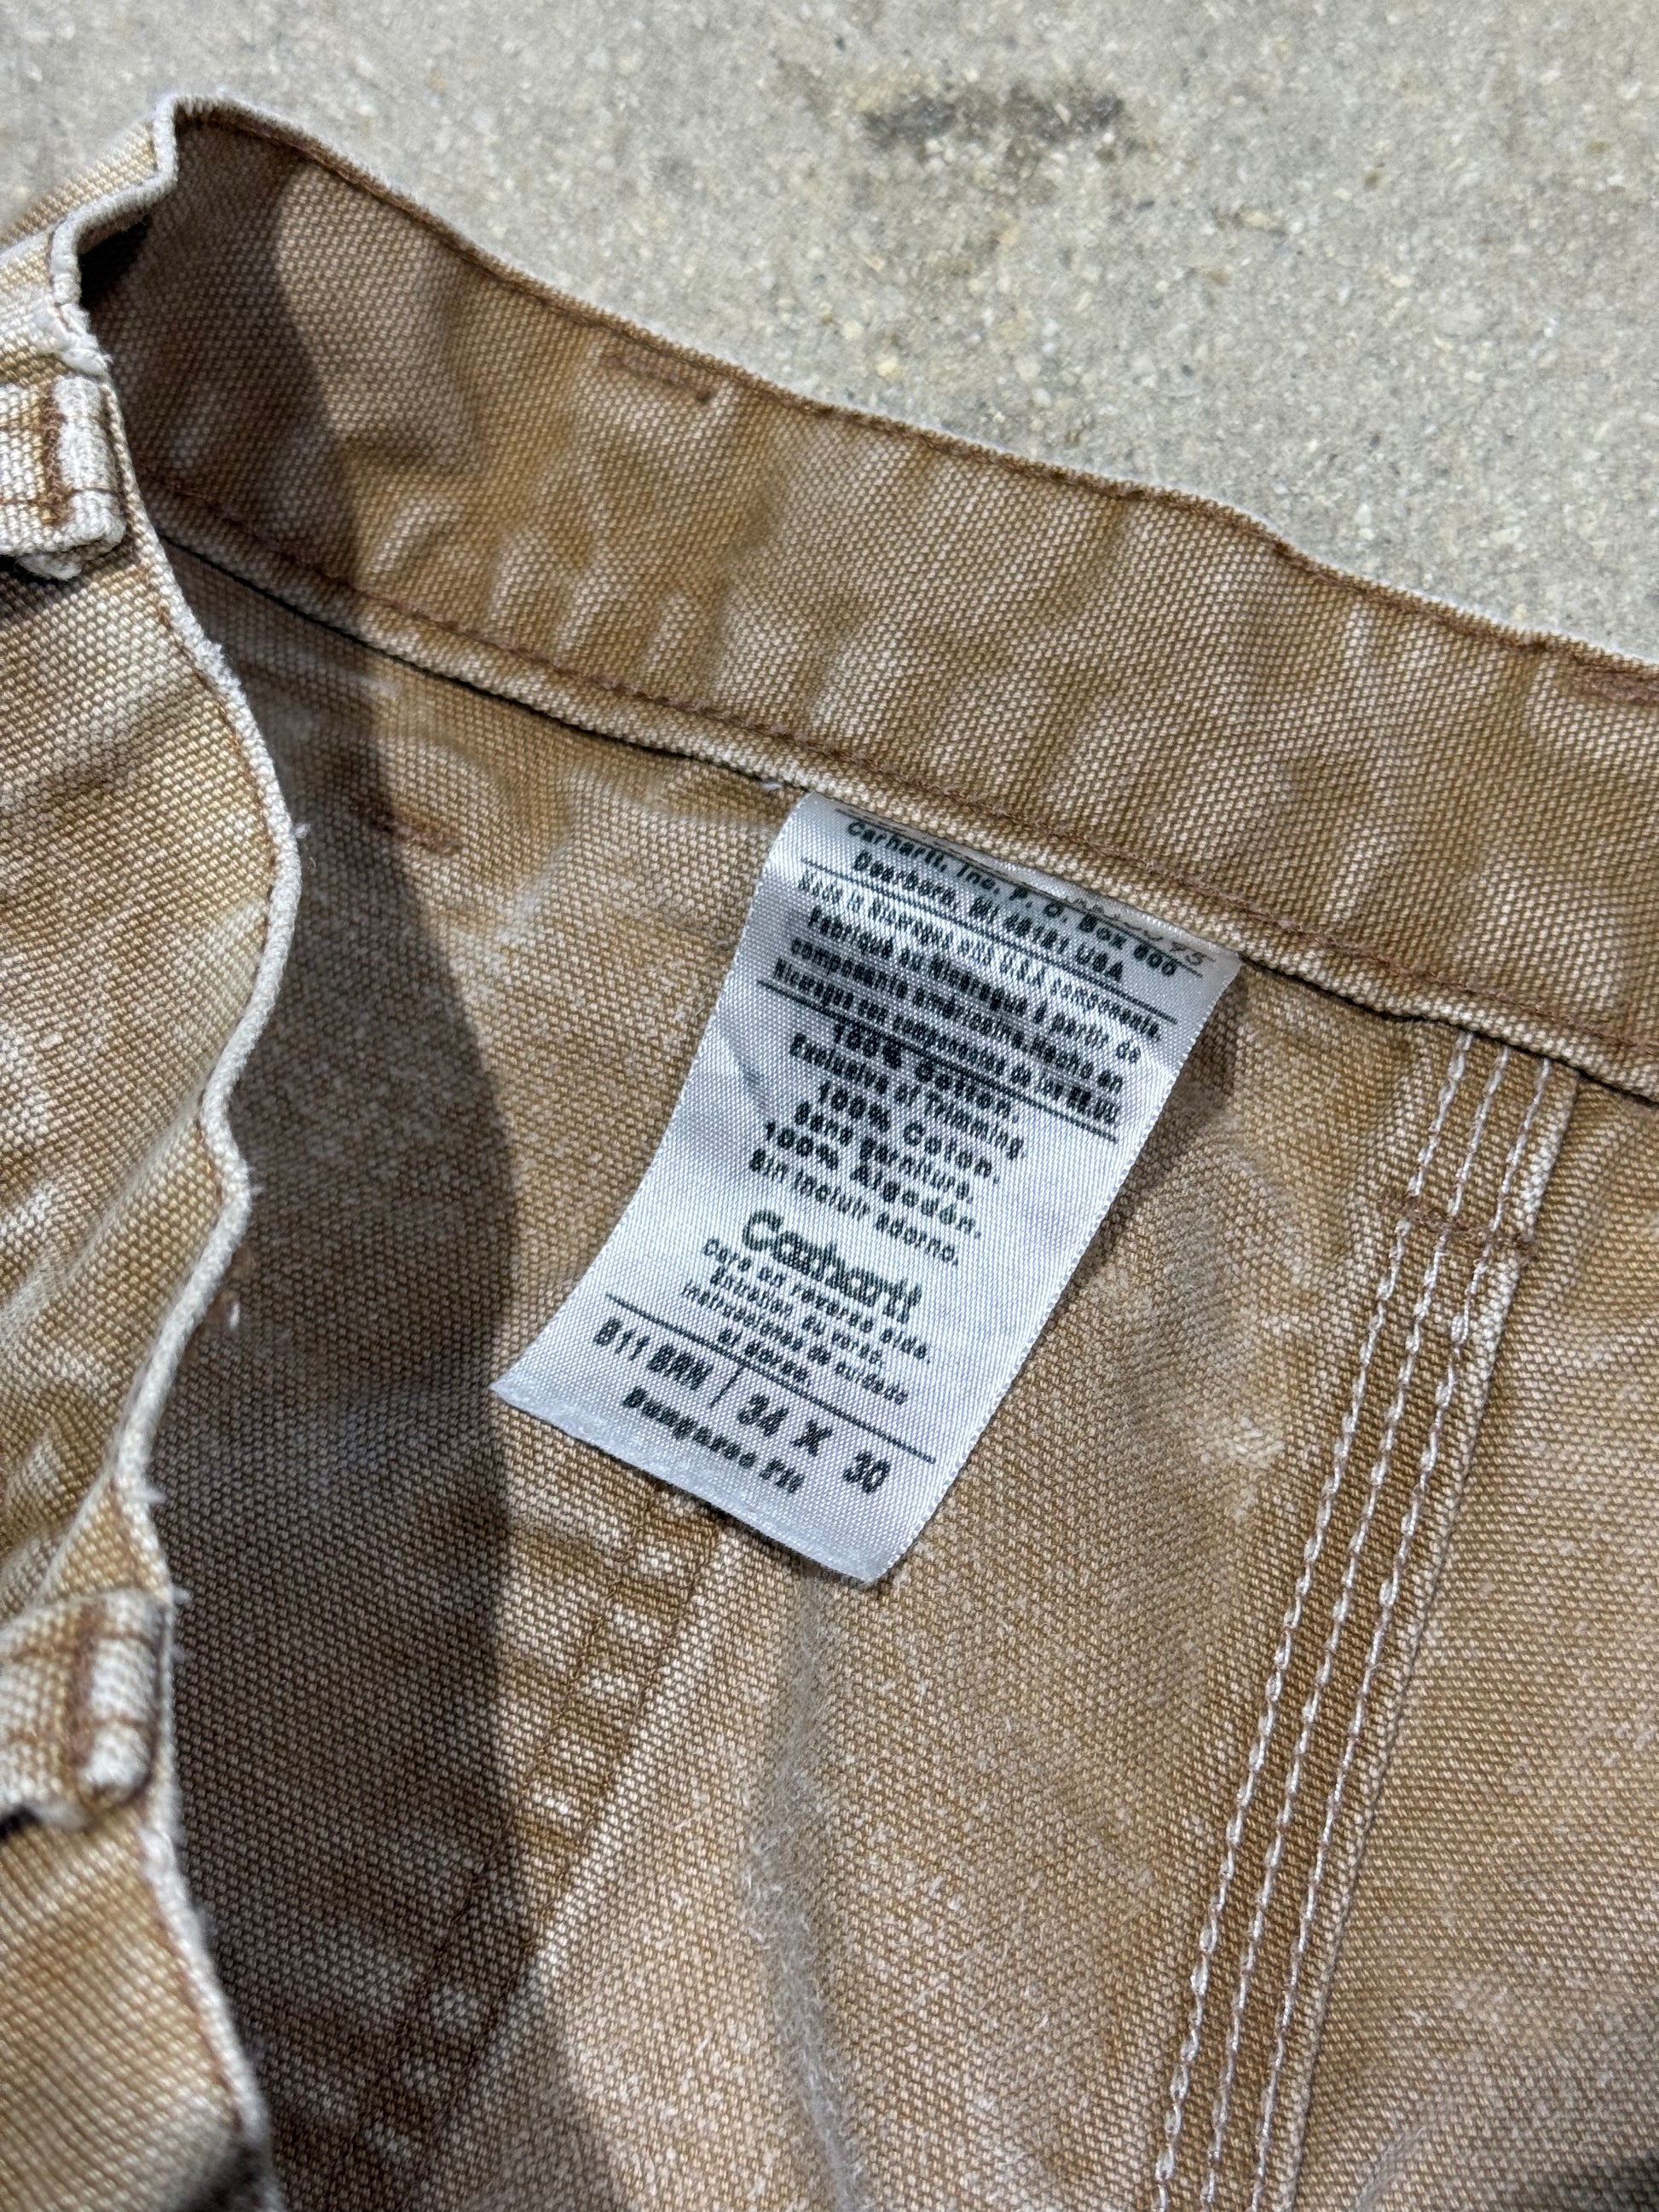 Carhartt, Inc. P. O. Box 600
Dearborn, MI 48121 USA
Made in Nicaragua with U.S.A. components.
Fabriqué au Nicaragua à partir de
composants américains. Hecho en
Nicaragua con componentes de los EE.UU.
100% Cotton.
Exclusive of Trimming.
100% Coton.
Sans garniture.
100% Algodón.
Sin incluir adorno.
Carhartt
Care on reverse side.
Entretien au verso.
Instrucciones de cuidado
al dorso.
B11 BRN | 34 X 30
Dungaree Fit